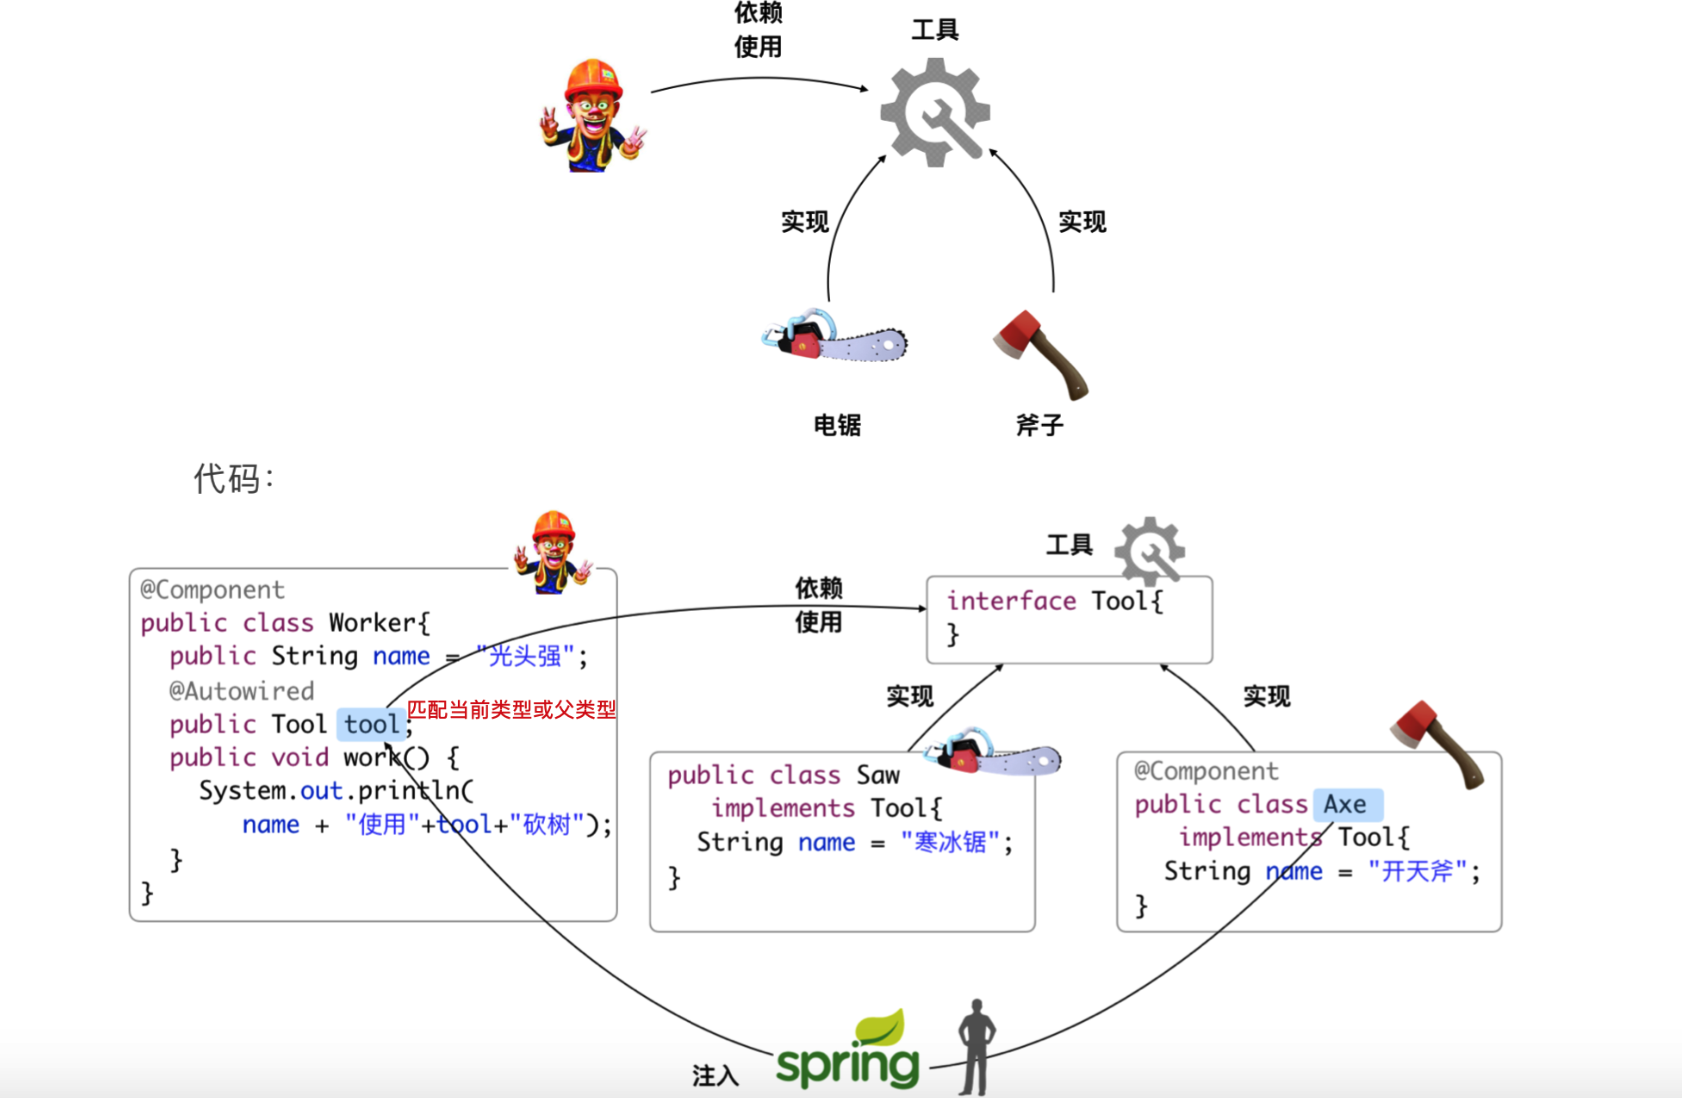 依赖
使用
工具
实现
实现
电锯
斧子
代码：
@Component
public class Worker{
public String name = "光头强";
@Autowired
public Tool tool;
匹配当前类型或父类型
public void work() {
System.out.println(
name + "使用"+tool+"砍树");
}
}
依赖
使用
工具
interface Tool{
}
实现
实现
public class Saw
implements Tool{
String name = "寒冰锯";
}
@Component
public class Axe
implements Tool{
String name = "开天斧";
}
注入
spring